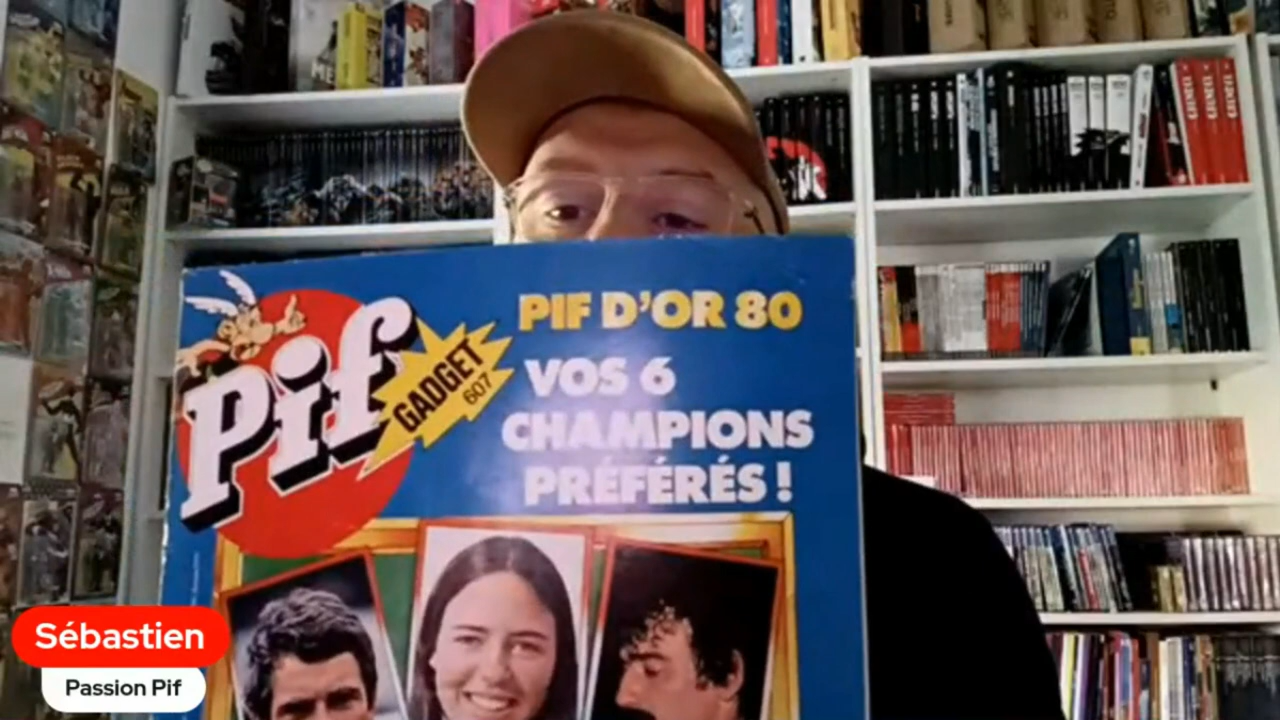 PIF D'OR 80
Pif
GADGET
607
VOS 6
CHAMPIONS
PRÉFÉRÉS !
Sébastien
Passion Pif